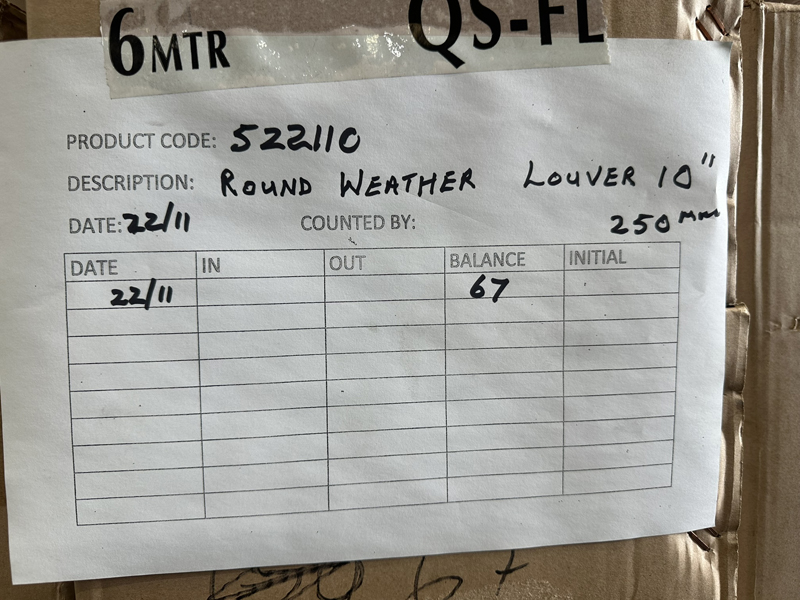 6MTR QS-FL
PRODUCT CODE: 522110
DESCRIPTION: ROUND WEATHER LOUVER 10"
DATE: 22/11 COUNTED BY: 250mm
DATE IN OUT BALANCE INITIAL
22/11 67